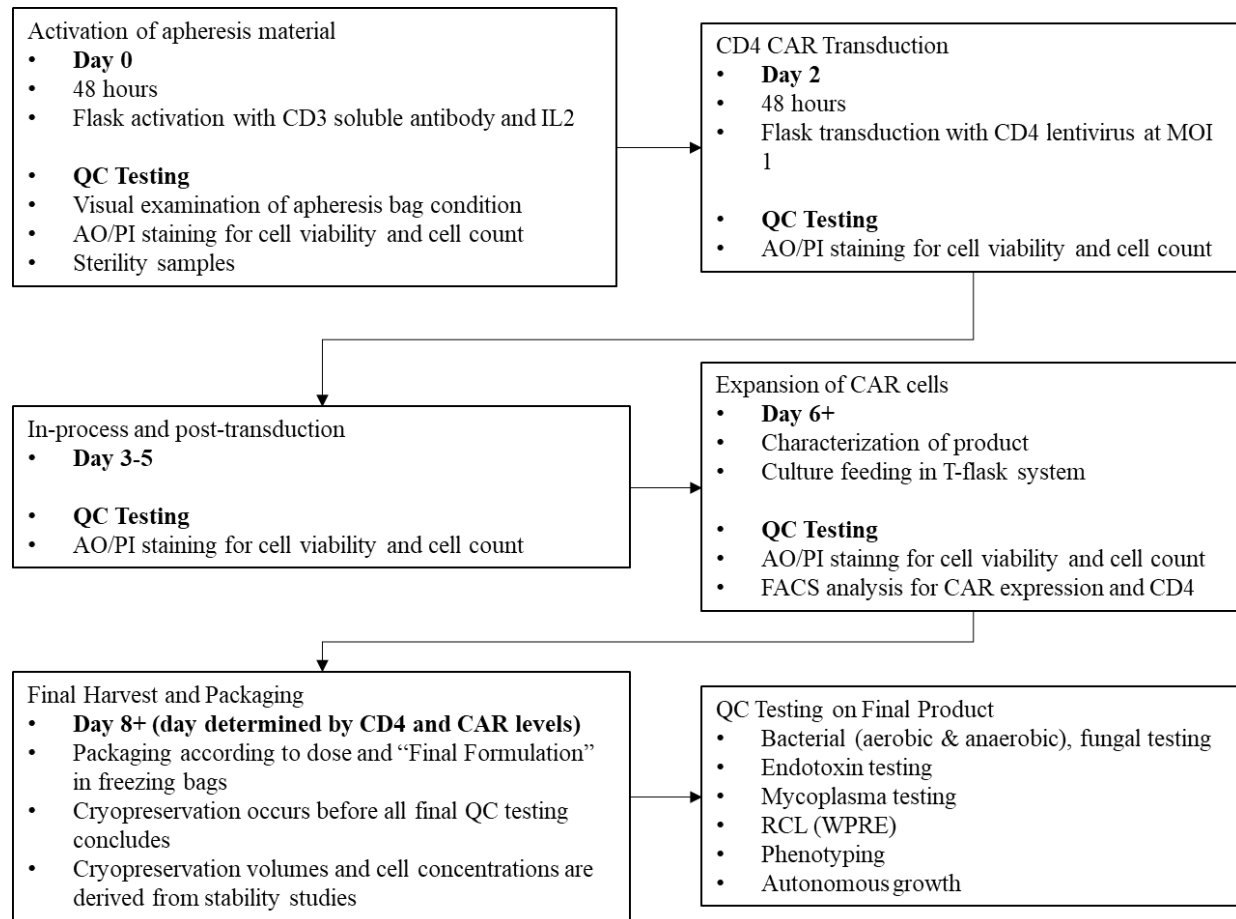 Activation of apheresis material
• Day 0
• 48 hours
• Flask activation with CD3 soluble antibody and IL2
• QC Testing
• Visual examination of apheresis bag condition
• AO/PI staining for cell viability and cell count
• Sterility samples
CD4 CAR Transduction
• Day 2
• 48 hours
• Flask transduction with CD4 lentivirus at MOI
1
• QC Testing
• AO/PI staining for cell viability and cell count
In-process and post-transduction
• Day 3-5
• QC Testing
• AO/PI staining for cell viability and cell count
Expansion of CAR cells
• Day 6+
• Characterization of product
• Culture feeding in T-flask system
• QC Testing
• AO/PI stainng for cell viability and cell count
• FACS analysis for CAR expression and CD4
Final Harvest and Packaging
• Day 8+ (day determined by CD4 and CAR levels)
• Packaging according to dose and “Final Formulation”
in freezing bags
• Cryopreservation occurs before all final QC testing
concludes
• Cryopreservation volumes and cell concentrations are
derived from stability studies
QC Testing on Final Product
• Bacterial (aerobic & anaerobic), fungal testing
• Endotoxin testing
• Mycoplasma testing
• RCL (WPRE)
• Phenotyping
• Autonomous growth